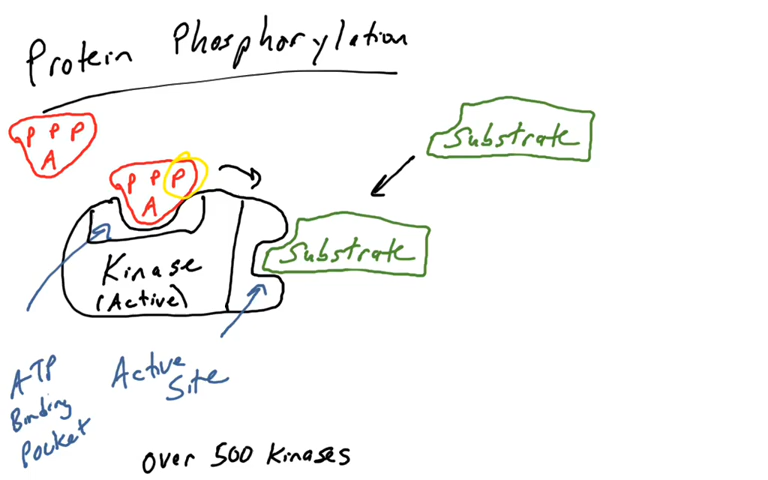 Protein Phosphorylation
P P P
A
Substrate
P P P
A
Kinase
(Active)
Substrate
ATP
Binding
Pocket
Active
Site
Over 500 Kinases